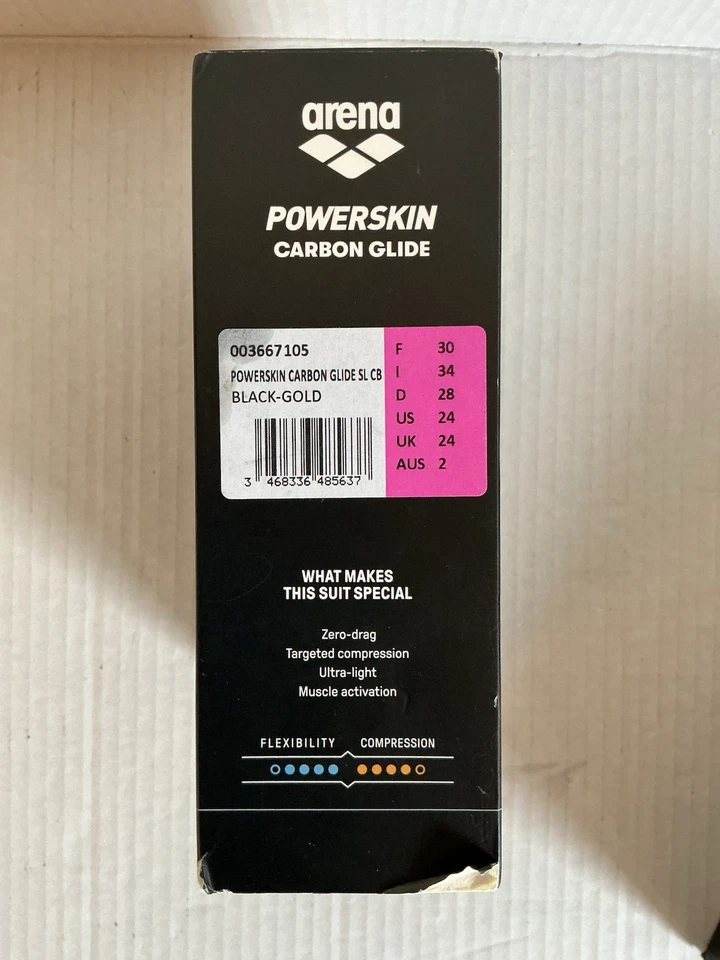 arena
POWERSKIN
CARBON GLIDE
003667105
POWERSKIN CARBON GLIDE SL CB
BLACK-GOLD
3 468336 485637
F 30
I 34
D 28
US 24
UK 24
AUS 2
WHAT MAKES
THIS SUIT SPECIAL
Zero-drag
Targeted compression
Ultra-light
Muscle activation
FLEXIBILITY COMPRESSION